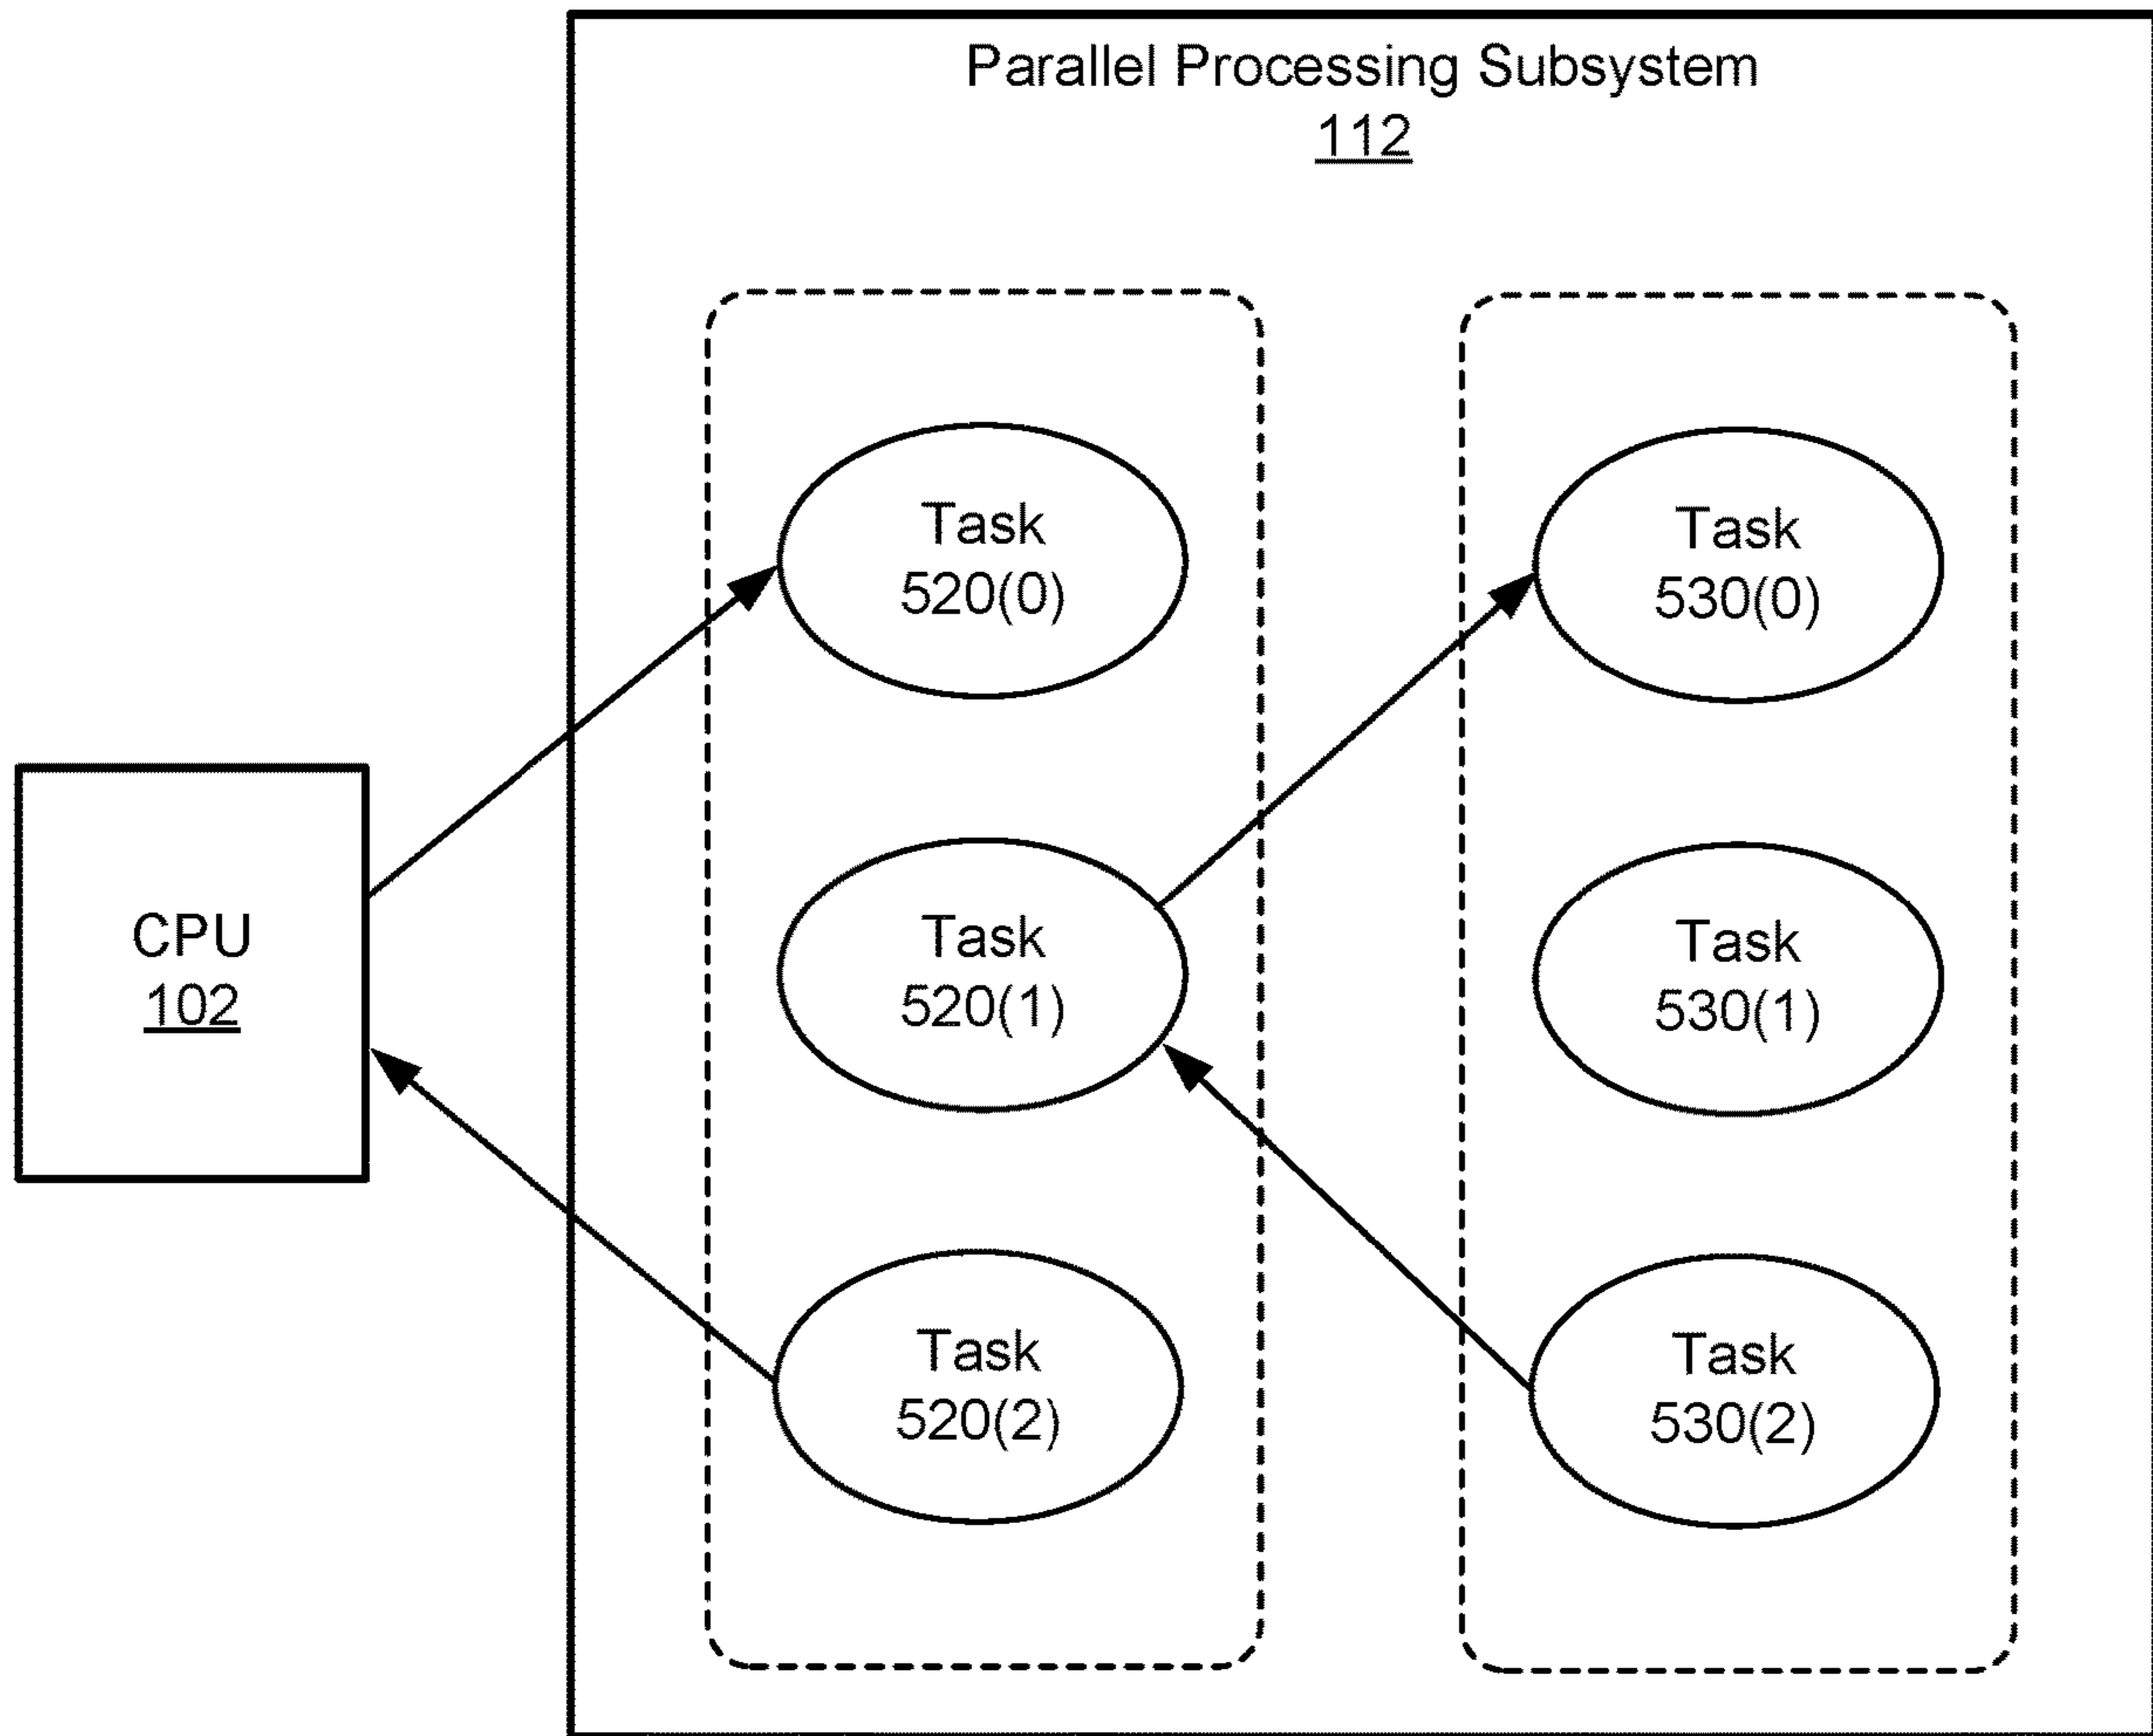 Parallel Processing Subsystem
112
Task
520(0)
Task
530(0)
CPU
102
Task
520(1)
Task
530(1)
Task
520(2)
Task
530(2)